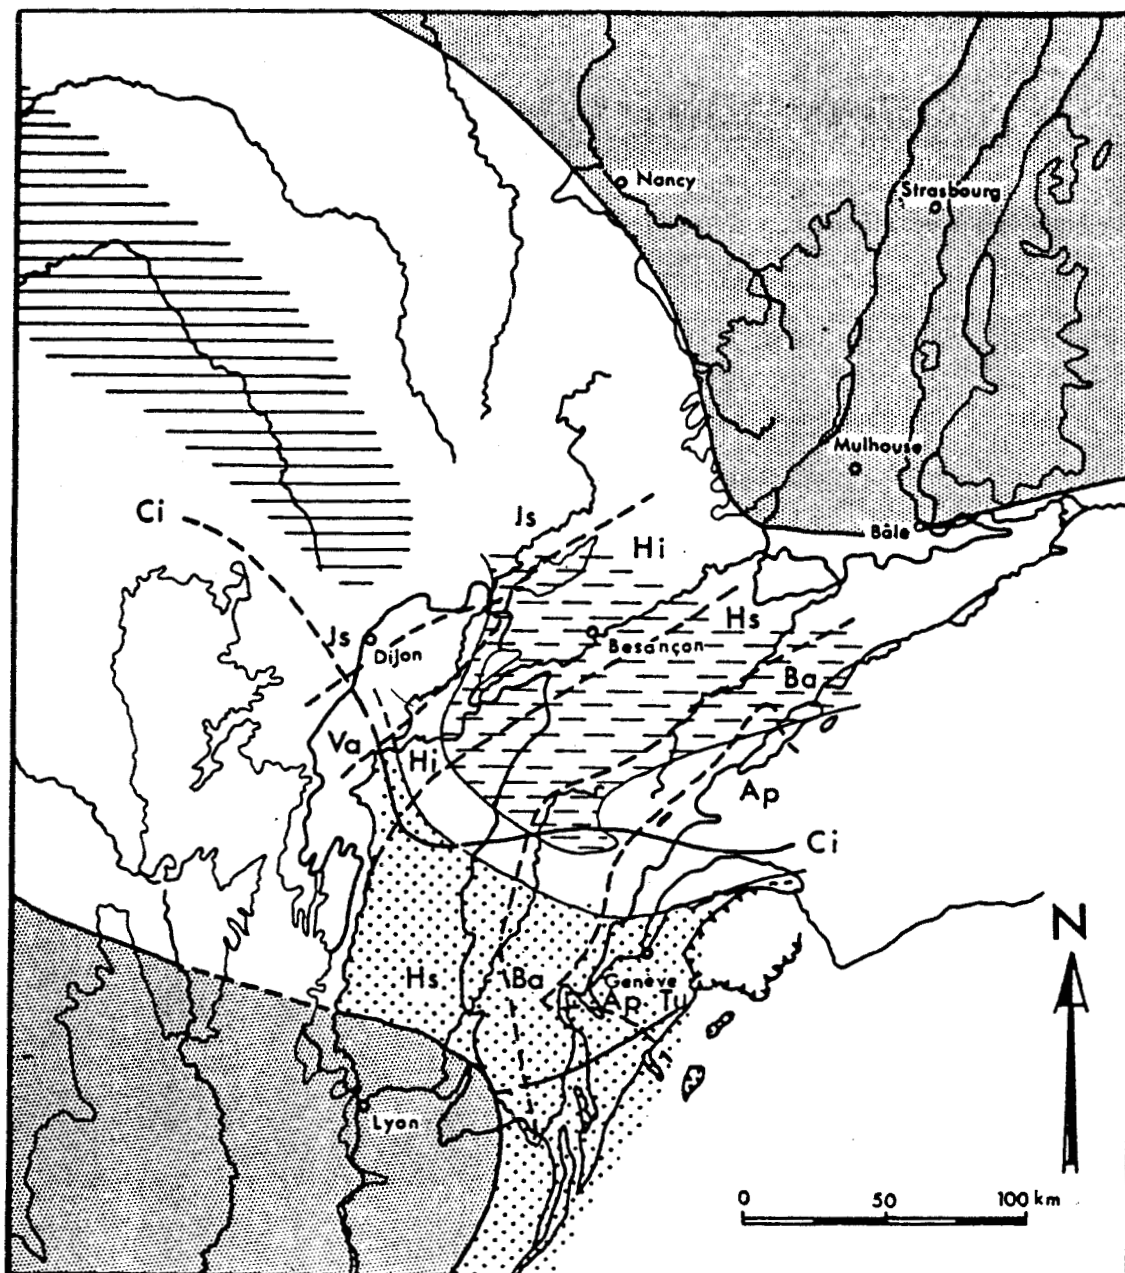 Nancy
Strasbourg
Mulhouse
Ci
Js
Hi
Bâle
Js
Dijon
Besançon
Hs
Ba
Va
Hi
Ap
Ci
Hs
Ba
Genève
Ap Tu
N
Lyon
0 50 100 km